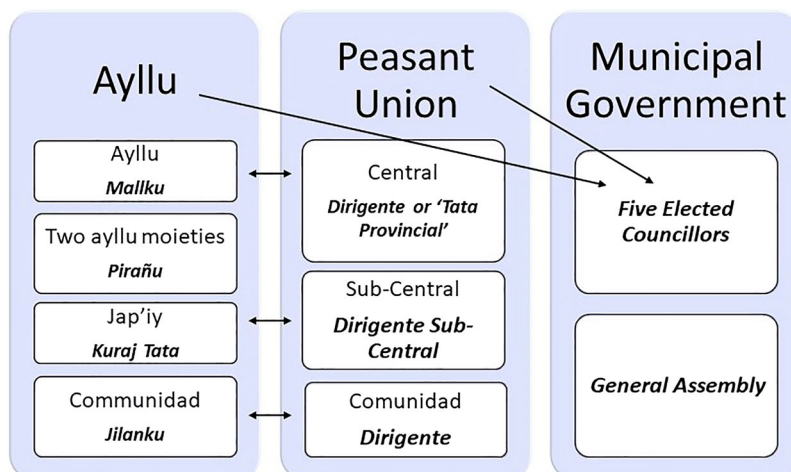 Ayllu
Ayllu
Mallku
Two ayllu moieties
Pirañu
Jap'iy
Kuraj Tata
Communidad
Jilanku
Peasant
Union
Central
Dirigente or 'Tata
Provincial'
Sub-Central
Dirigente Sub-
Central
Comunidad
Dirigente
Municipal
Government
Five Elected
Councillors
General Assembly